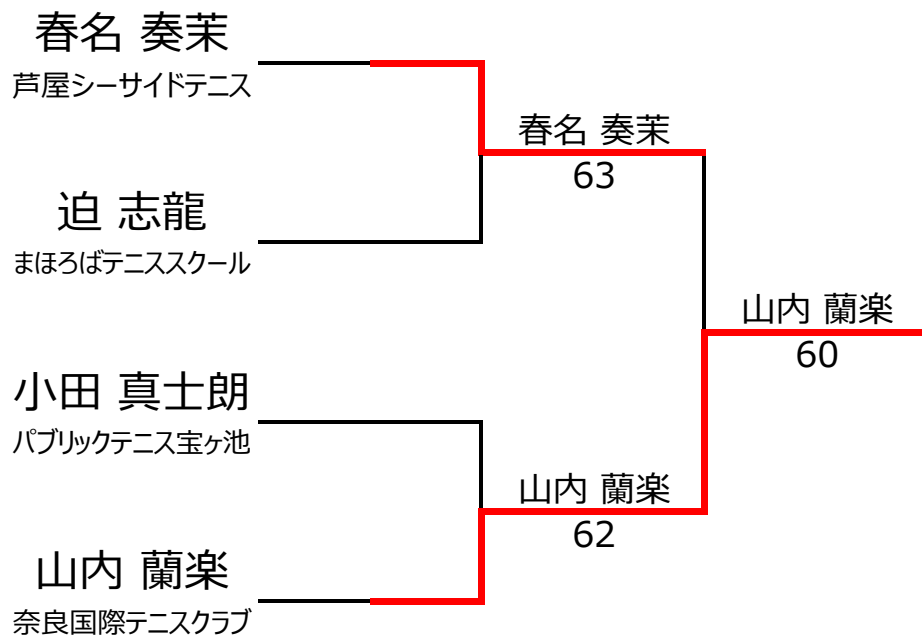 春名 奏茉
芦屋シーサイドテニス
春名 奏茉
63
迫 志龍
まほろばテニススクール
山内 蘭楽
60
小田 真士朗
パブリックテニス宝ヶ池
山内 蘭楽
62
山内 蘭楽
奈良国際テニスクラブ